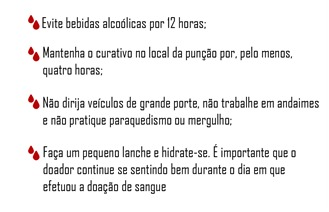 Evite bebidas alcoólicas por 12 horas;
Mantenha o curativo no local da punção por, pelo menos,
quatro horas;
Não dirija veículos de grande porte, não trabalhe em andaimes
e não pratique paraquedismo ou mergulho;
Faça um pequeno lanche e hidrate-se. É importante que o
doador continue se sentindo bem durante o dia em que
efetuou a doação de sangue